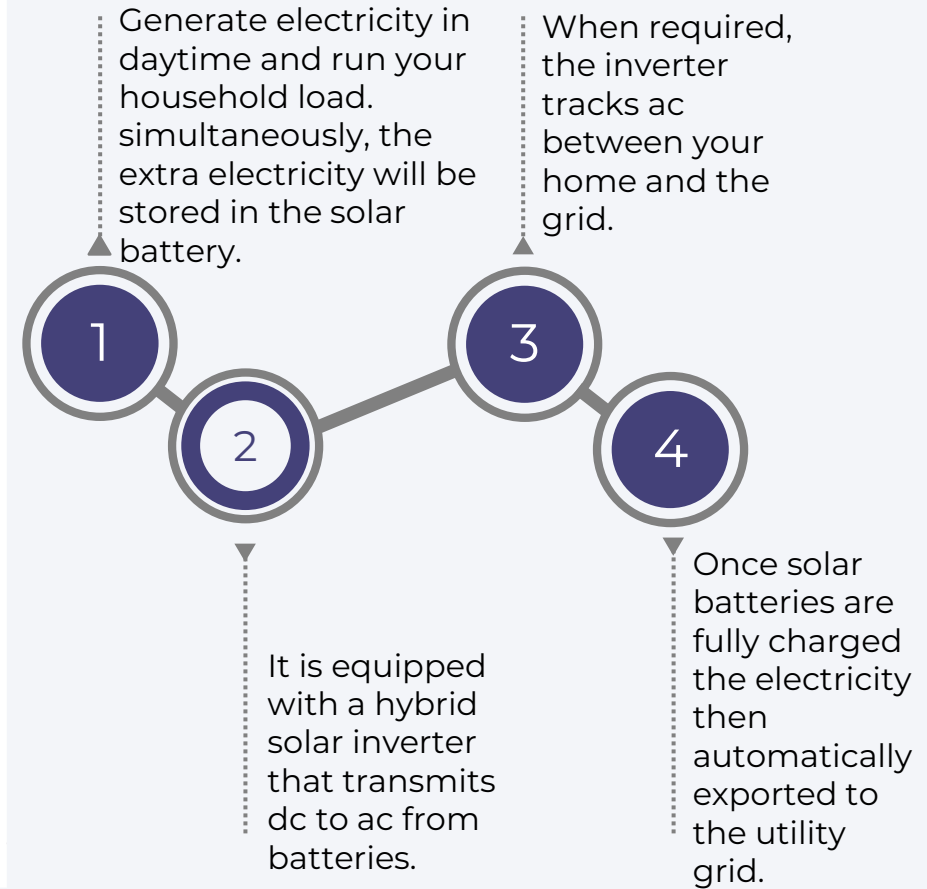 Generate electricity in
daytime and run your
household load.
simultaneously, the
extra electricity will be
stored in the solar
battery.
1
2
It is equipped
with a hybrid
solar inverter
that transmits
dc to ac from
batteries.
When required,
the inverter
tracks ac
between your
home and the
grid.
3
4
Once solar
batteries are
fully charged
the electricity
then
automatically
exported to
the utility
grid.